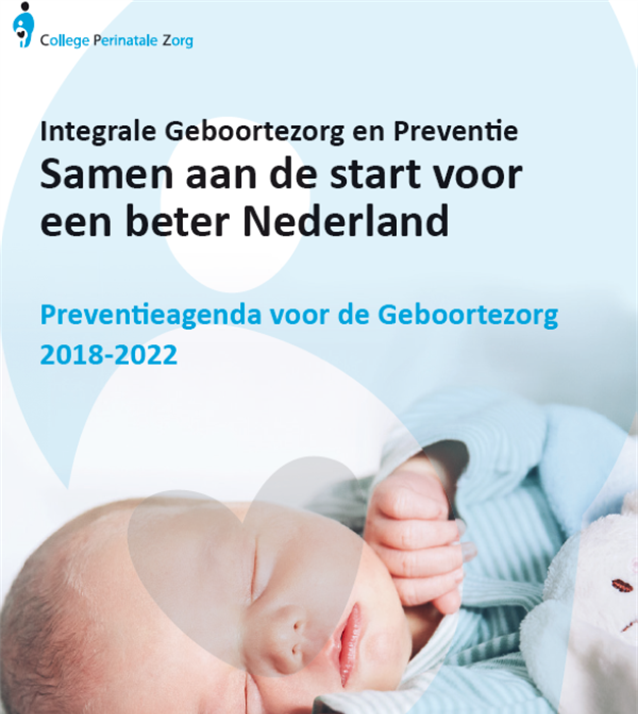 College Perinatale Zorg
Integrale Geboortezorg en Preventie
Samen aan de start voor
een beter Nederland
Preventieagenda voor de Geboortezorg
2018-2022